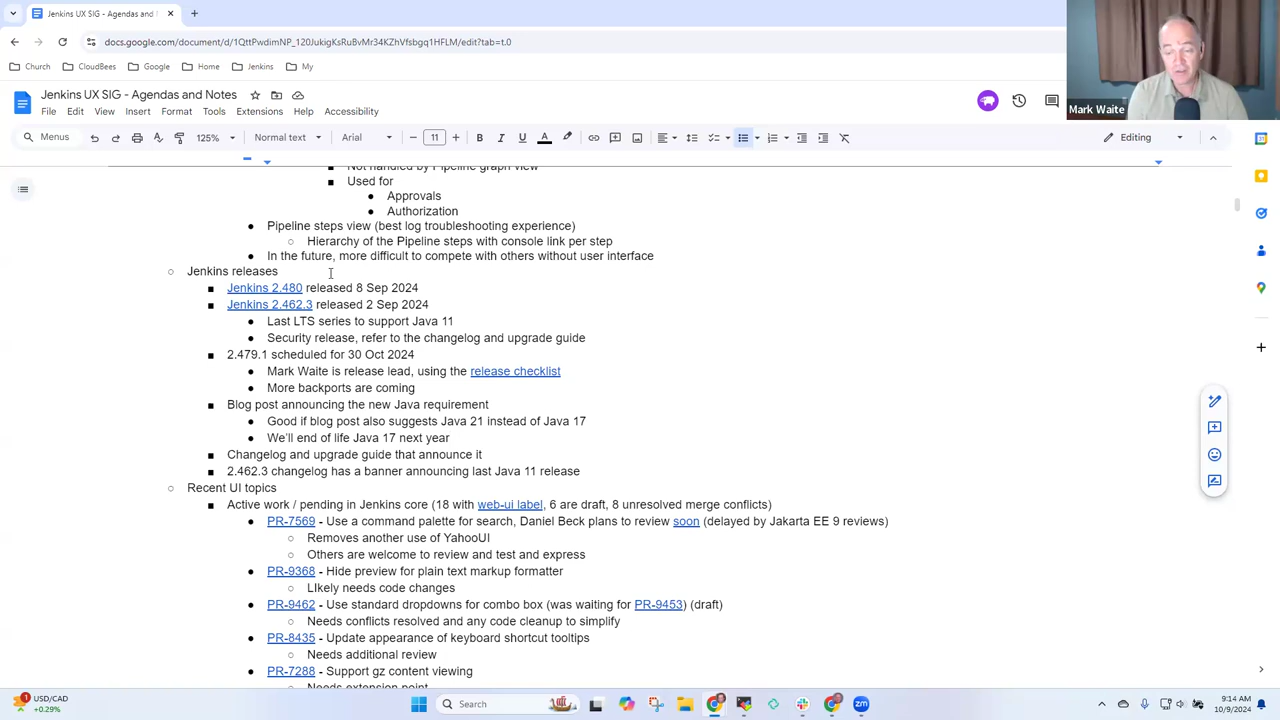 Jenkins UX SIG - Agendas and N
docs.google.com/document/d/1QttPwdimNP_120JukigKsRuBvMr34KZhVfsbgq1HFLM/edit?tab=t.0
Church
CloudBees
Google
Home
Jenkins
My
Mark Waite
Jenkins UX SIG - Agendas and Notes
File Edit View Insert Format Tools Extensions Help Accessibility
Menus
125%
Normal text
Arial
11
B I U A
Editing
Not handled by Pipeline graph view
■ Used for
● Approvals
● Authorization
● Pipeline steps view (best log troubleshooting experience)
○ Hierarchy of the Pipeline steps with console link per step
● In the future, more difficult to compete with others without user interface
○ Jenkins releases
■ Jenkins 2.480 released 8 Sep 2024
■ Jenkins 2.462.3 released 2 Sep 2024
● Last LTS series to support Java 11
● Security release, refer to the changelog and upgrade guide
■ 2.479.1 scheduled for 30 Oct 2024
● Mark Waite is release lead, using the release checklist
● More backports are coming
■ Blog post announcing the new Java requirement
● Good if blog post also suggests Java 21 instead of Java 17
● We'll end of life Java 17 next year
■ Changelog and upgrade guide that announce it
■ 2.462.3 changelog has a banner announcing last Java 11 release
○ Recent UI topics
■ Active work / pending in Jenkins core (18 with web-ui label, 6 are draft, 8 unresolved merge conflicts)
● PR-7569 - Use a command palette for search, Daniel Beck plans to review soon (delayed by Jakarta EE 9 reviews)
○ Removes another use of YahooUI
○ Others are welcome to review and test and express
● PR-9368 - Hide preview for plain text markup formatter
○ LIkely needs code changes
● PR-9462 - Use standard dropdowns for combo box (was waiting for PR-9453) (draft)
○ Needs conflicts resolved and any code cleanup to simplify
● PR-8435 - Update appearance of keyboard shortcut tooltips
○ Needs additional review
● PR-7288 - Support gz content viewing
○ Needs extension point
USD/CAD
+0.29%
Search
9:14 AM
10/9/2024